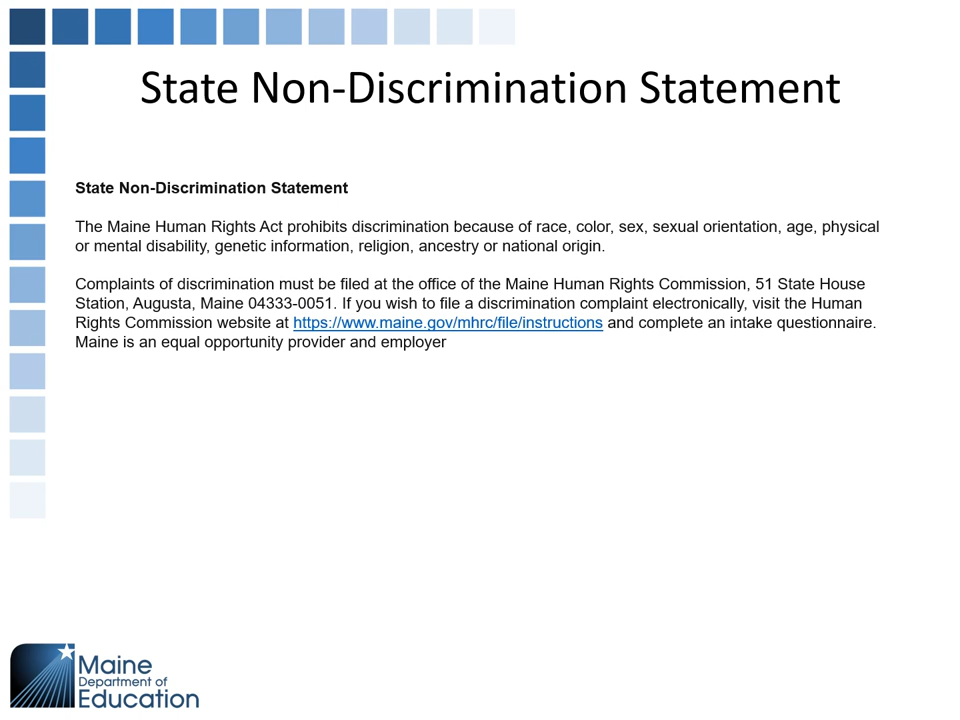 State Non-Discrimination Statement
State Non-Discrimination Statement
The Maine Human Rights Act prohibits discrimination because of race, color, sex, sexual orientation, age, physical
or mental disability, genetic information, religion, ancestry or national origin.
Complaints of discrimination must be filed at the office of the Maine Human Rights Commission, 51 State House
Station, Augusta, Maine 04333-0051. If you wish to file a discrimination complaint electronically, visit the Human
Rights Commission website at https://www.maine.gov/mhrc/file/instructions and complete an intake questionnaire.
Maine is an equal opportunity provider and employer
Maine
Department of
Education